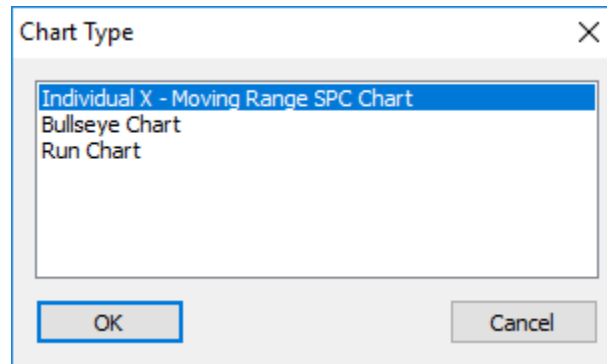 Chart Type
Individual X - Moving Range SPC Chart
Bullseye Chart
Run Chart
OK
Cancel